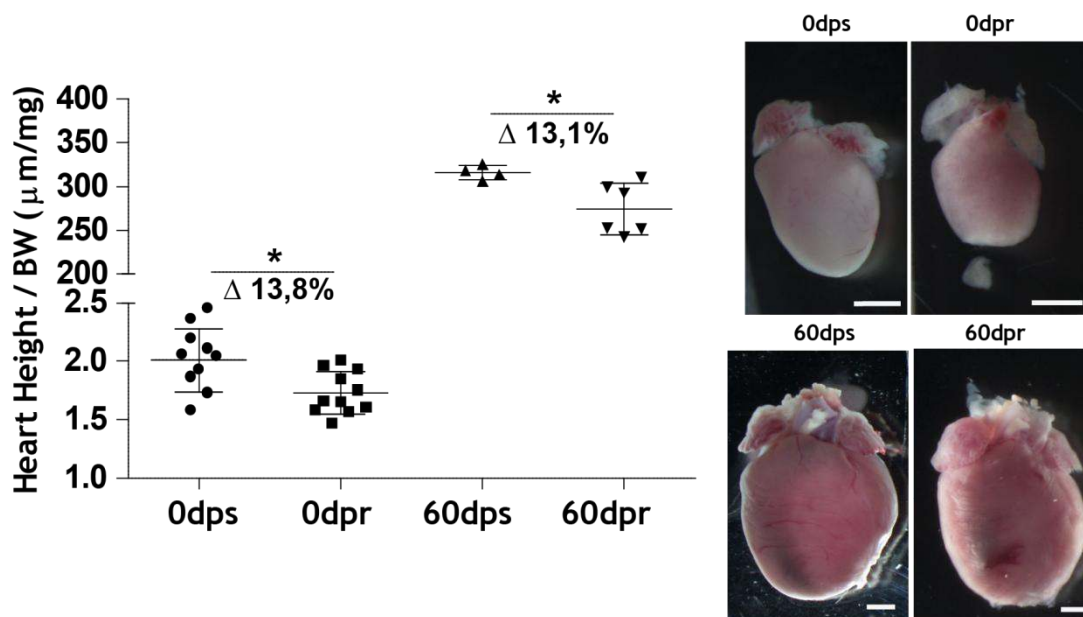 Heart Height / BW (μm/mg)
400
350
300
250
200
2.5
2.0
1.5
1.0
*
Δ 13,8%
*
Δ 13,1%
0dps
0dpr
60dps
60dpr
0dps
0dpr
60dps
60dpr